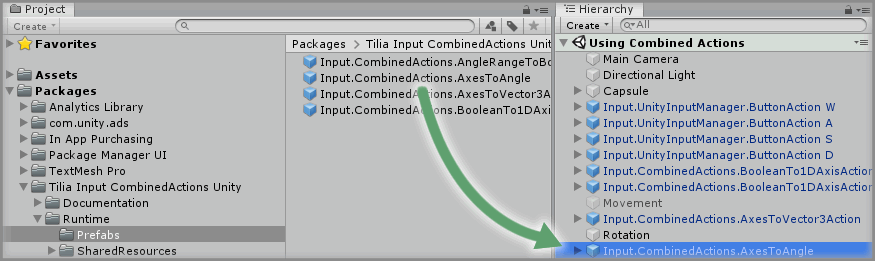 Project
Create
Favorites
Assets
Packages
Analytics Library
com.unity.ads
In App Purchasing
Package Manager UI
TextMesh Pro
Tilia Input CombinedActions Unity
Documentation
Runtime
Prefabs
SharedResources
Packages > Tilia Input CombinedActions Unity
Input.CombinedActions.AngleRangeToBo
Input.CombinedActions.AxesToAngle
Input.CombinedActions.AxesToVector3A
Input.CombinedActions.BooleanTo1DAxi
Hierarchy
Create
All
Using Combined Actions
Main Camera
Directional Light
Capsule
Input.UnityInputManager.ButtonAction W
Input.UnityInputManager.ButtonAction A
Input.UnityInputManager.ButtonAction S
Input.UnityInputManager.ButtonAction D
Input.CombinedActions.BooleanTo1DAxisAction
Input.CombinedActions.BooleanTo1DAxisAction
Movement
Input.CombinedActions.AxesToVector3Action
Rotation
Input.CombinedActions.AxesToAngle